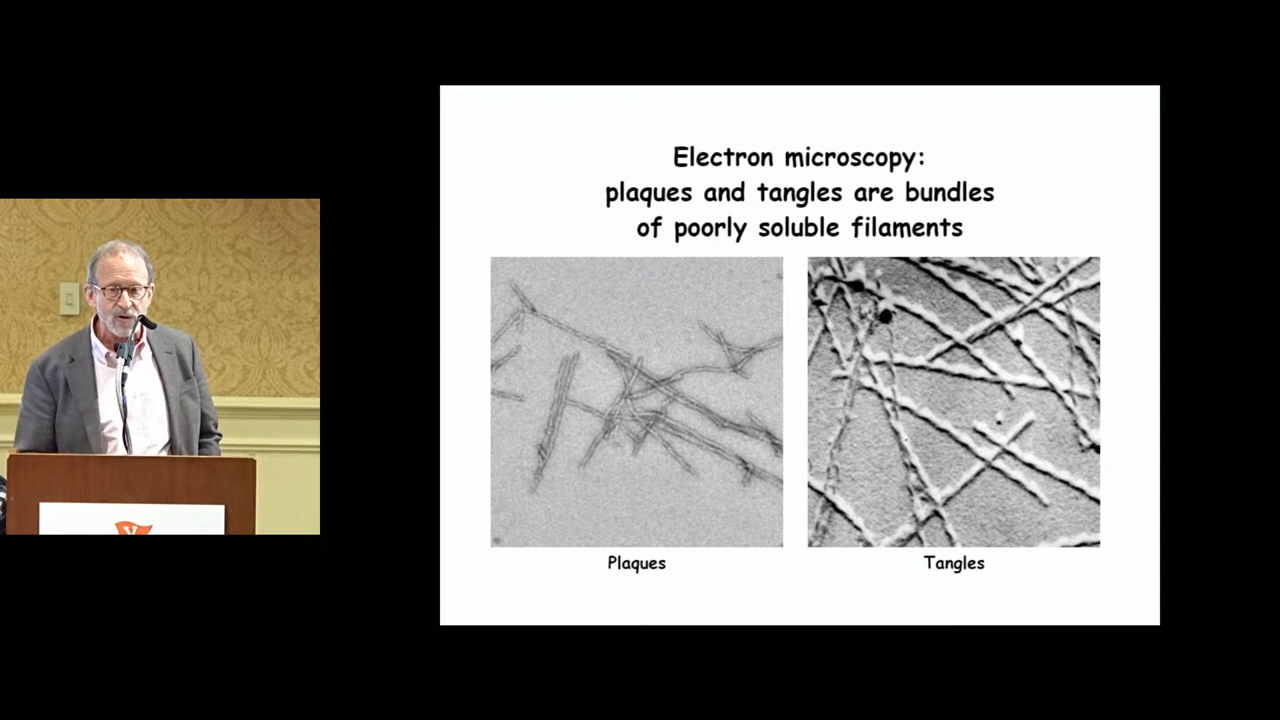 Electron microscopy:
plaques and tangles are bundles
of poorly soluble filaments
Plaques
Tangles